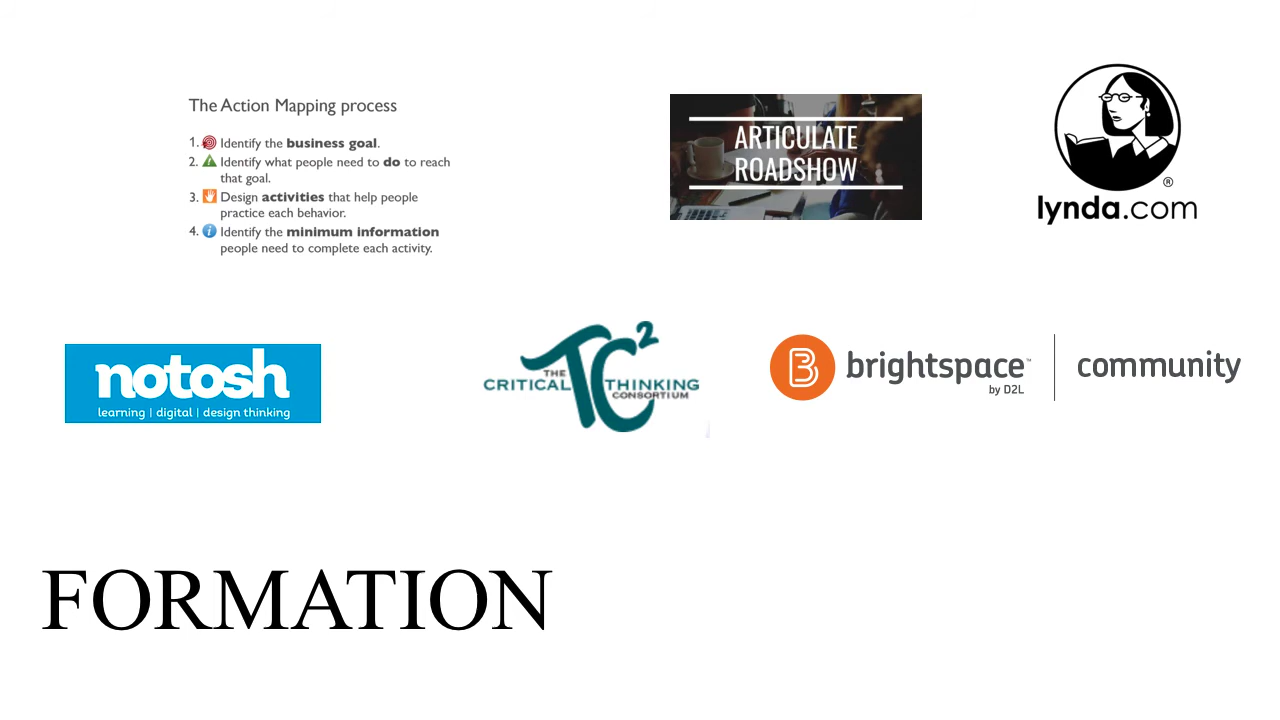 The Action Mapping process
1. Identify the business goal.
2. Identify what people need to do to reach
that goal.
3. Design activities that help people
practice each behavior.
4. Identify the minimum information
people need to complete each activity.
ARTICULATE
ROADSHOW
®
lynda.com
notosh
learning | digital | design thinking
TC2
THE
CRITICAL THINKING
CONSORTIUM
B brightspace™ | community
by D2L
FORMATION